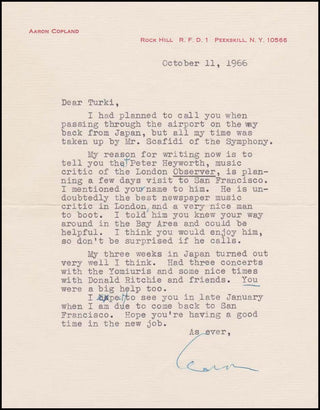 AARON COPLAND
ROCK HILL R. F. D. 1 PEEKSKILL, N. Y. 10566
October 11, 1966
Dear Turki,
I had planned to call you when
passing through the airport on the way
back from Japan, but all my time was
taken up by Mr. Scafidi of the Symphony.
My reason for writing now is to
tell you that Peter Heyworth, music
critic of the London Observer, is plan-
ning a few days visit to San Francisco.
I mentioned your name to him. He is un-
doubtedly the best newspaper music
critic in London, and a very nice man
to boot. I told him you knew your way
around in the Bay Area and could be
helpful. I think you would enjoy him,
so don't be surprised if he calls.
My three weeks in Japan turned out
very well I think. Had three concerts
with the Yomiuris and some nice times
with Donald Ritchie and friends. You
were a big help too.
I expect to see you in late January
when I am due to come back to San
Francisco. Hope you're having a good
time in the new job.
As ever,
Aaron